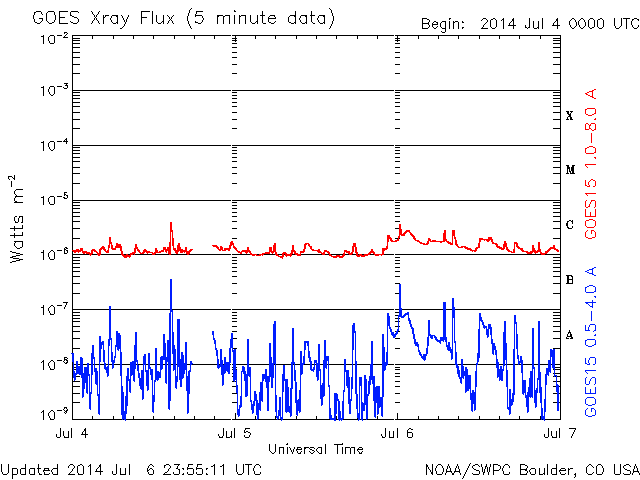 GOES Xray Flux (5 minute data)
Begin: 2014 Jul 4 0000 UTC
10⁻²
10⁻³
10⁻⁴
10⁻⁵
10⁻⁶
10⁻⁷
10⁻⁸
10⁻⁹
Watts m⁻²
X
M
C
B
A
GOES15 1.0-8.0 A
GOES15 0.5-4.0 A
Jul 4
Jul 5
Jul 6
Jul 7
Universal Time
Updated 2014 Jul 6 23:55:11 UTC
NOAA/SWPC Boulder, CO USA